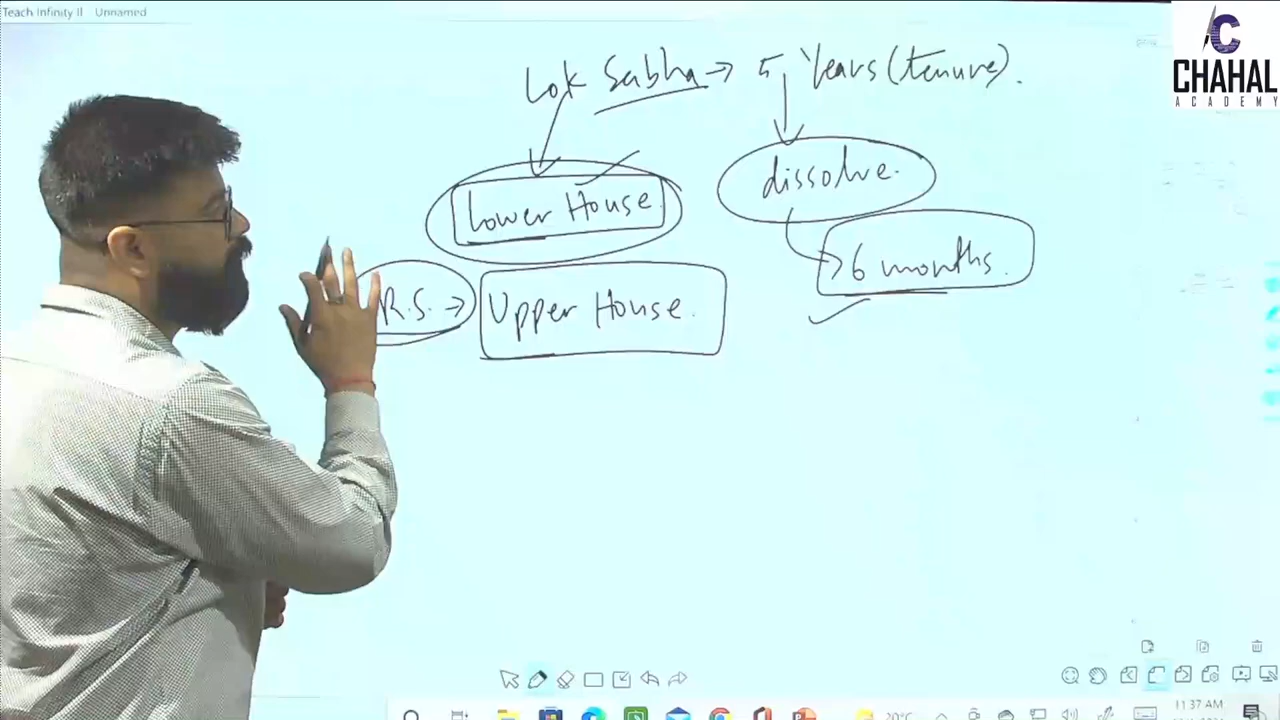 Teach Infinity II Unnamed
C
CHAHAL
ACADEMY
Lok Sabha → 5 Years (tenure).
dissolve.
Lower House
→ 6 months.
R.S. → Upper House.
20°C
11:37 AM